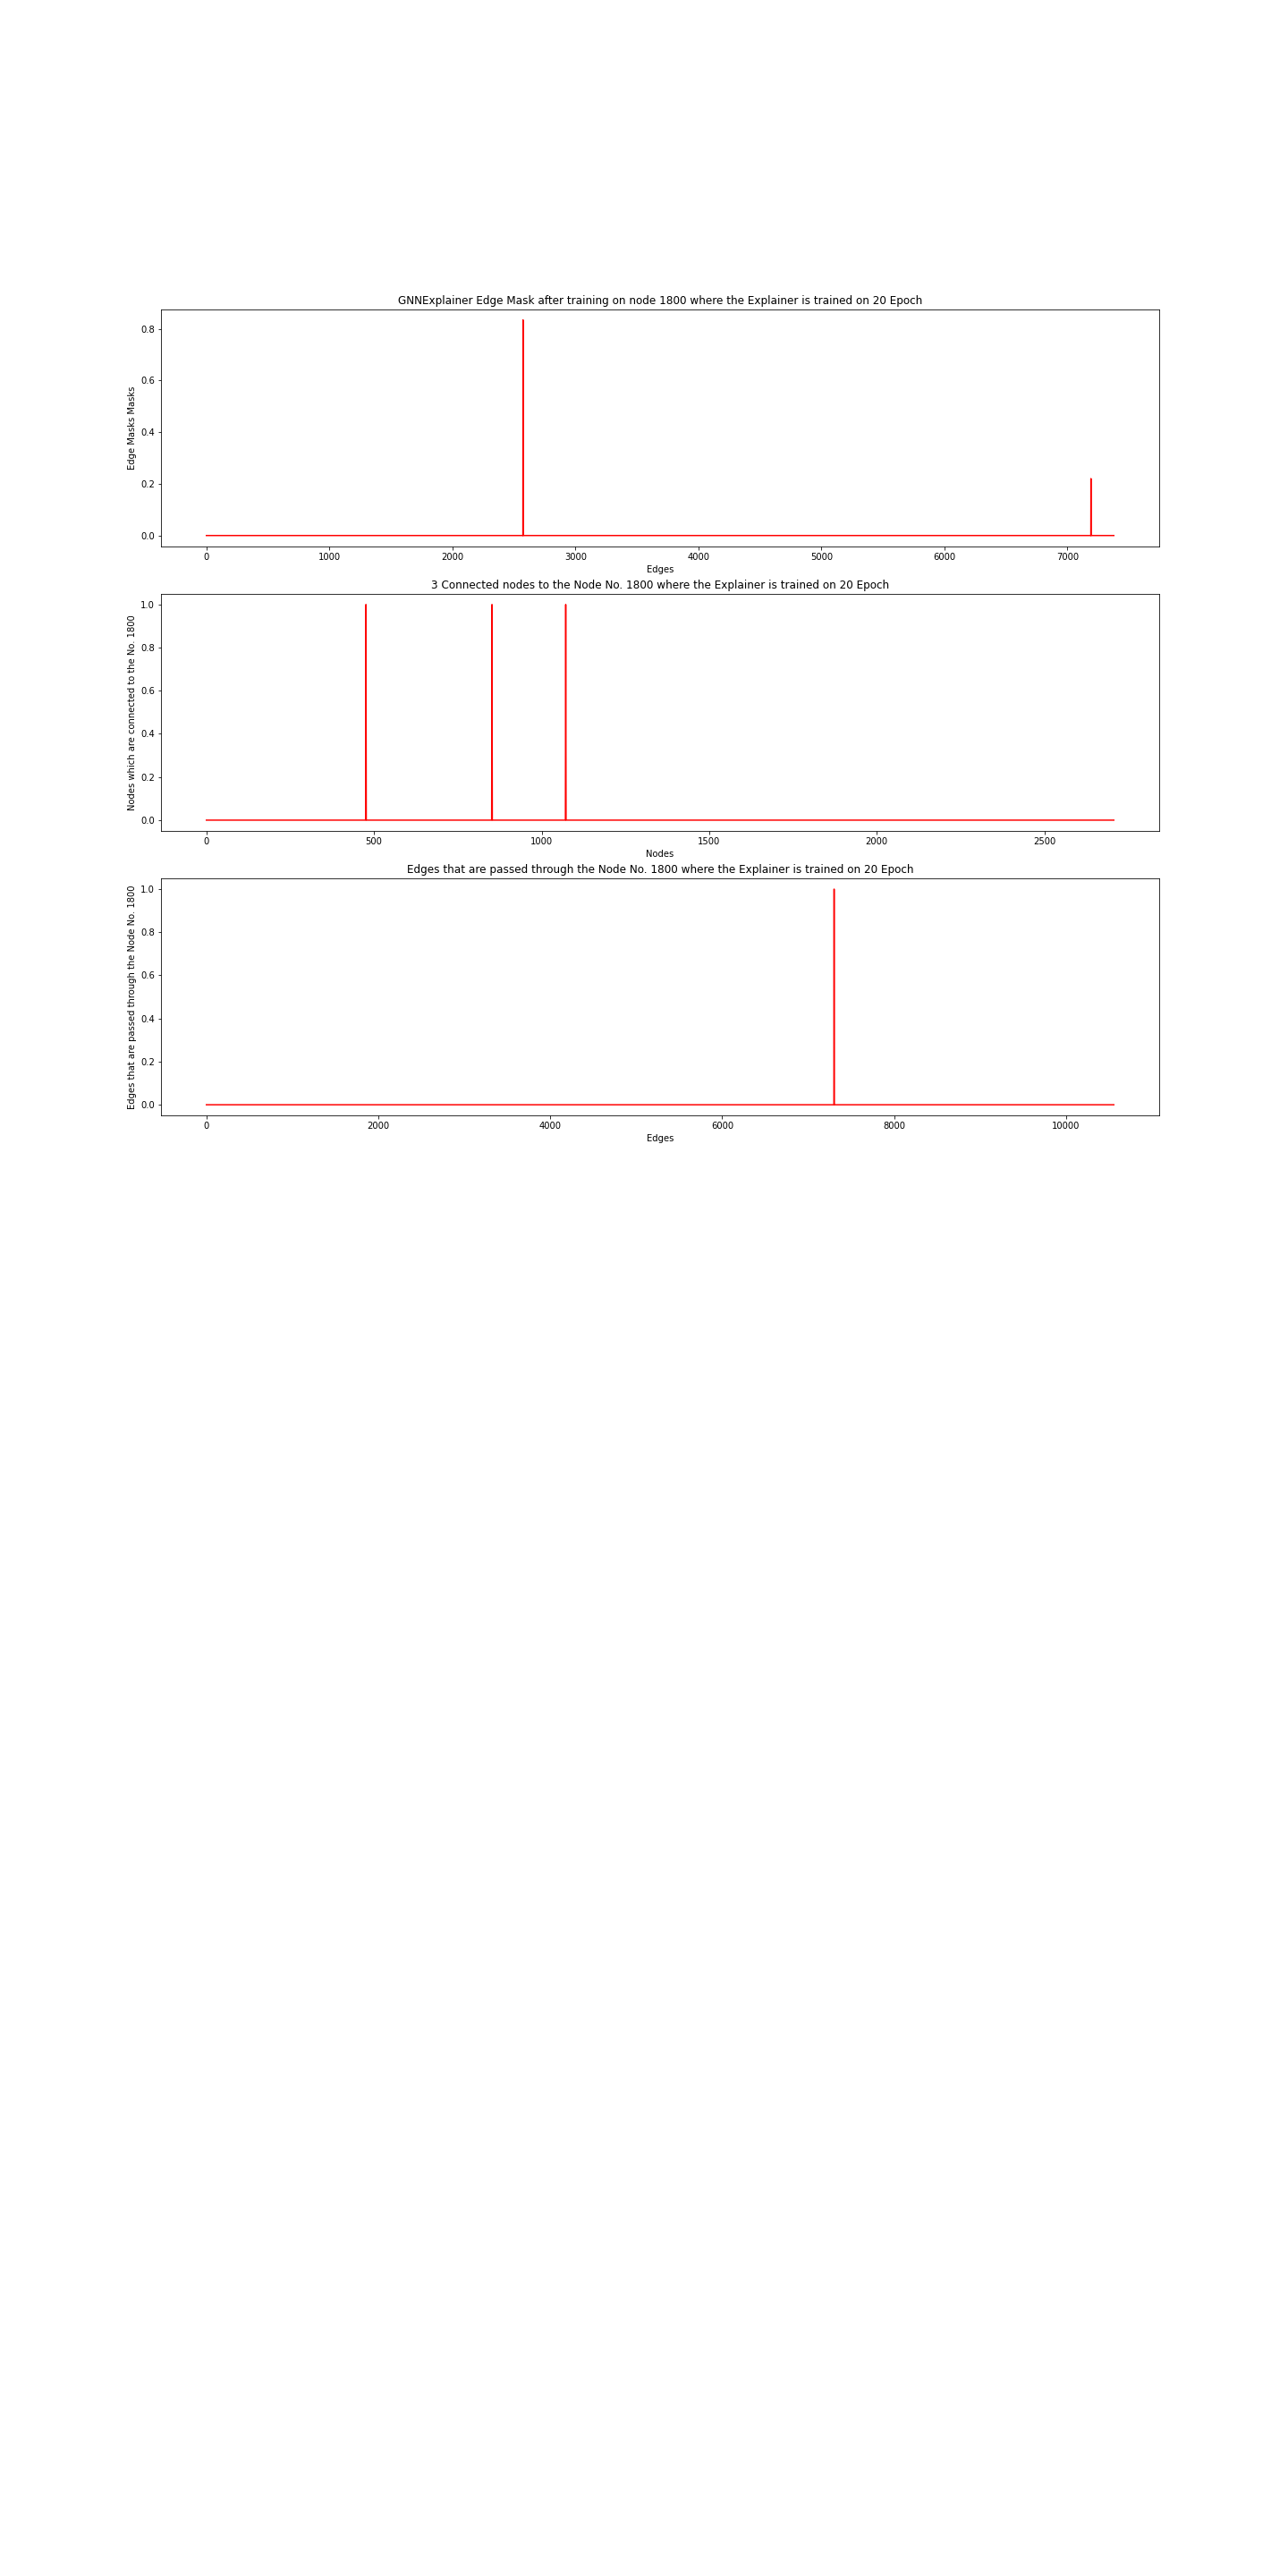 GNNExplainer Edge Mask after training on node 1800 where the Explainer is trained on 20 Epoch
Edge Masks Masks
0.8
0.6
0.4
0.2
0.0
0 1000 2000 3000 4000 5000 6000 7000
Edges
3 Connected nodes to the Node No. 1800 where the Explainer is trained on 20 Epoch
Nodes which are connected to the No. 1800
1.0
0.8
0.6
0.4
0.2
0.0
0 500 1000 1500 2000 2500
Nodes
Edges that are passed through the Node No. 1800 where the Explainer is trained on 20 Epoch
Edges that are passed through the Node No. 1800
1.0
0.8
0.6
0.4
0.2
0.0
0 2000 4000 6000 8000 10000
Edges